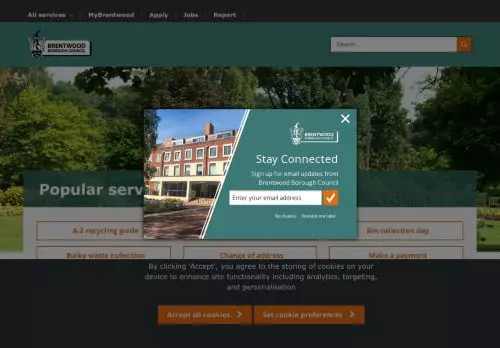 All services
MyBrentwood
Apply
Jobs
Report
BRENTWOOD
BOROUGH COUNCIL
Search...
BRENTWOOD
BOROUGH COUNCIL
Stay Connected
Sign up for email updates from
Brentwood Borough Council
Enter your email address
No thanks
Remind me later
Popular serv
A-Z recycling guide
Bin collection day
Bulky waste collection
Change of address
Make a payment
By clicking 'Accept', you agree to the storing of cookies on your
device to enhance site functionality including analytics, targeting,
and personalisation
Accept all cookies
Set cookie preferences